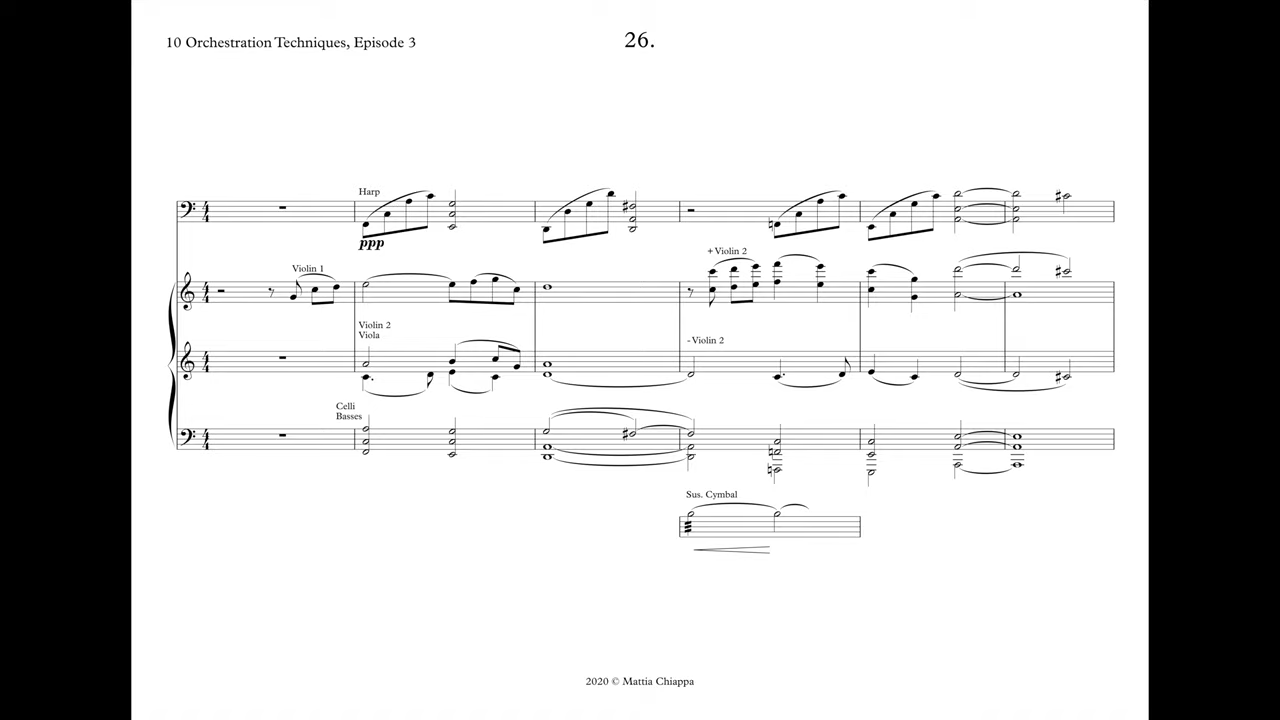 10 Orchestration Techniques, Episode 3
26.
Harp
ppp
Violin 1
+ Violin 2
Violin 2
Viola
- Violin 2
Celli
Basses
Sus. Cymbal
2020 © Mattia Chiappa